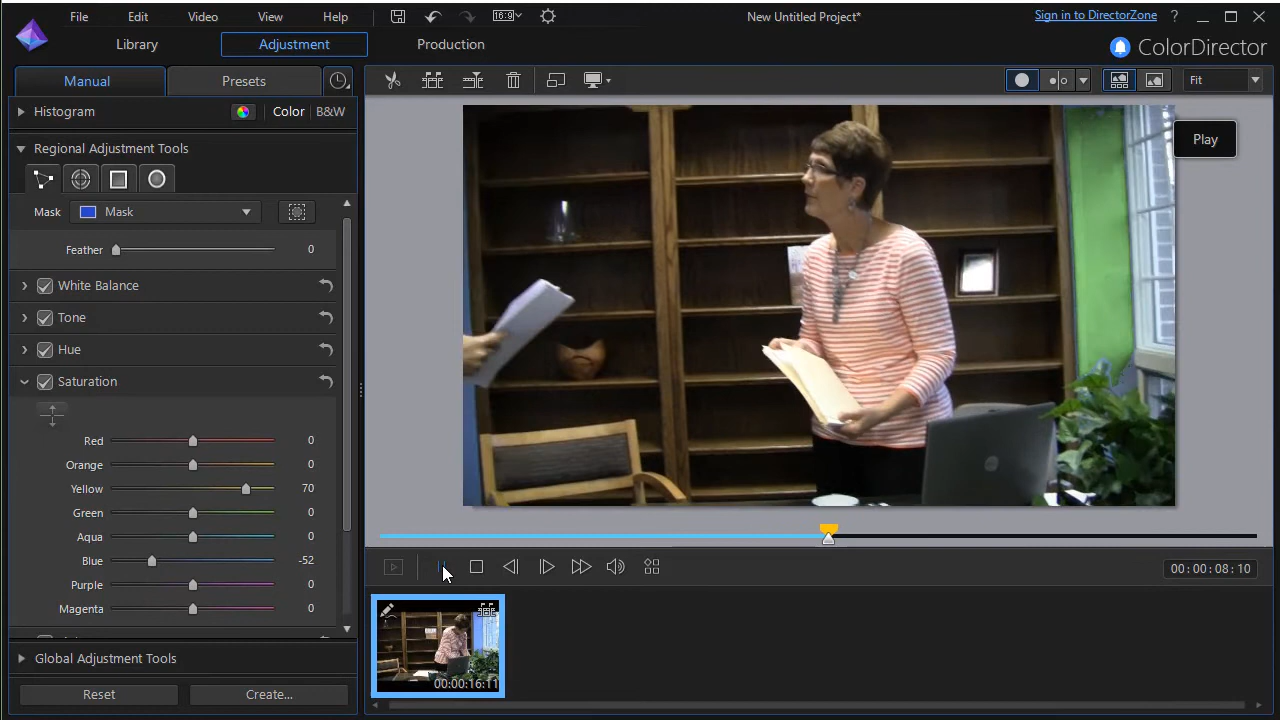 File Edit Video View Help 16:9 New Untitled Project* Sign in to DirectorZone ?
Library Adjustment Production ColorDirector
Manual Presets Fit
Histogram Color B&W
Play
Regional Adjustment Tools
Mask Mask
Feather 0
White Balance
Tone
Hue
Saturation
Red 0
Orange 0
Yellow 70
Green 0
Aqua 0
Blue -52
Purple 0
Magenta 0
00:00:08:10
Global Adjustment Tools
00:00:16:11
Reset Create...